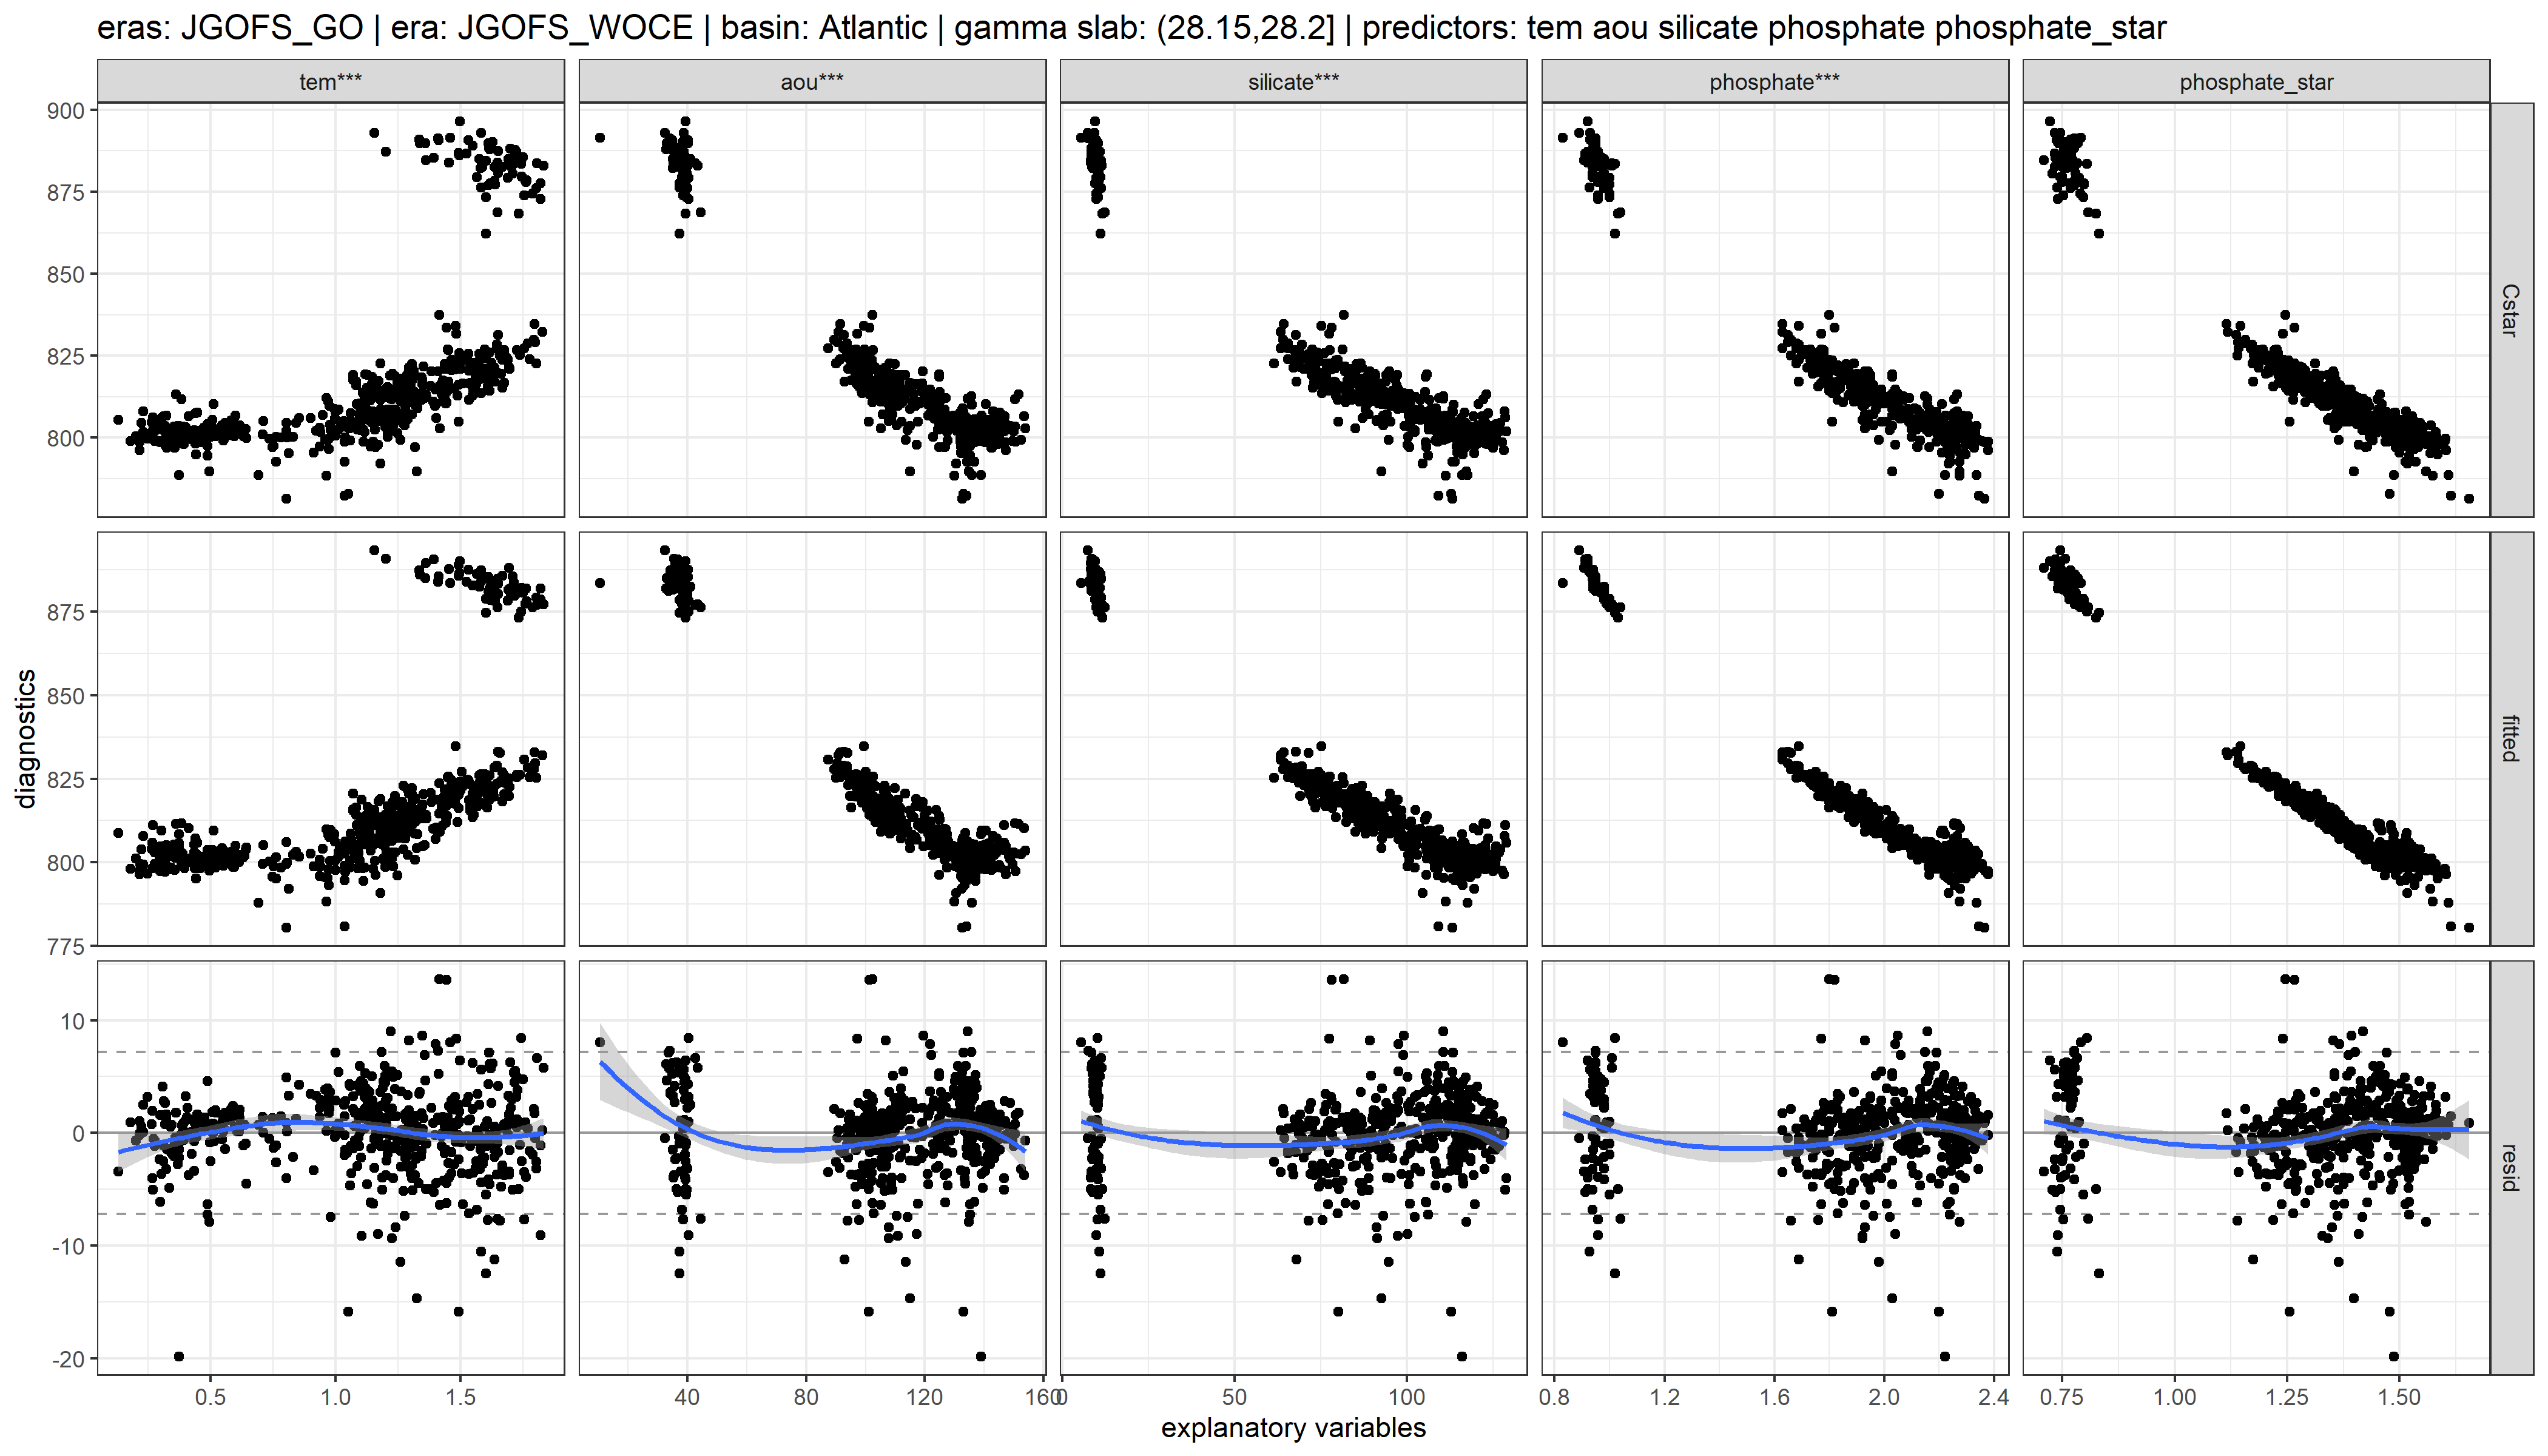 eras: JGOFS_GO | era: JGOFS_WOCE | basin: Atlantic | gamma slab: (28.15,28.2] | predictors: tem aou silicate phosphate phosphate_star
tem*** aou*** silicate*** phosphate*** phosphate_star
900
875
850
825
800
Cstar
875
850
825
800
775
fitted
diagnostics
10
0
-10
-20
resid
0.5 1.0 1.5 40 80 120 160 0 50 100 0.8 1.2 1.6 2.0 2.4 0.75 1.00 1.25 1.50
explanatory variables